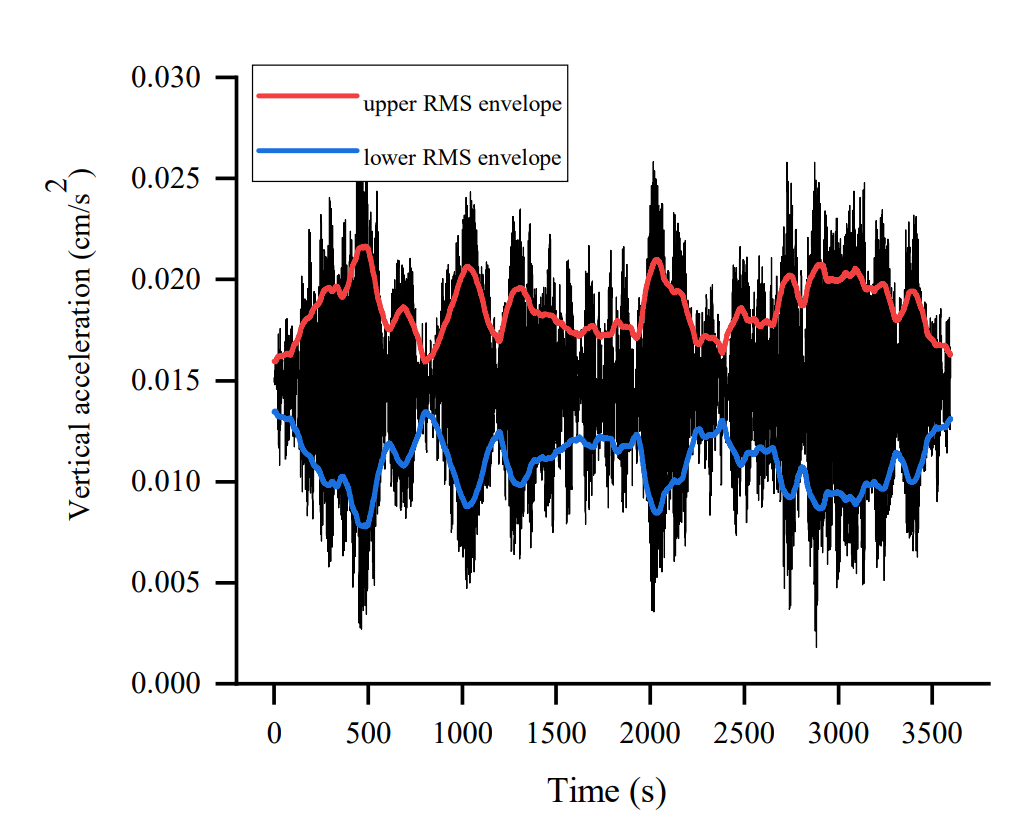 0.030
0.025
0.020
0.015
0.010
0.005
0.000
Vertical acceleration (cm/s²)
upper RMS envelope
lower RMS envelope
0 500 1000 1500 2000 2500 3000 3500
Time (s)